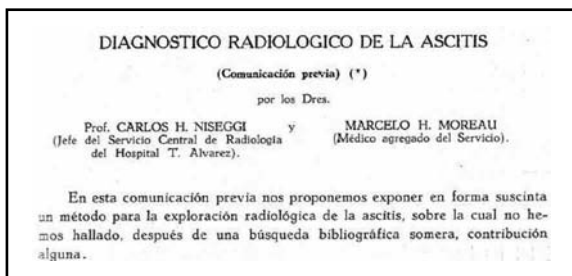 DIAGNOSTICO RADIOLOGICO DE LA ASCITIS
(Comunicación previa) (*)
por los Dres.
Prof. CARLOS H. NISEGGI y MARCELO H. MOREAU
(Jefe del Servicio Central de Radiología (Médico agregado del Servicio).
del Hospital T. Alvarez).
En esta comunicación previa nos proponemos exponer en forma suscinta
un método para la exploración radiológica de la ascitis, sobre la cual no he-
mos hallado, después de una búsqueda bibliográfica somera, contribución
alguna.